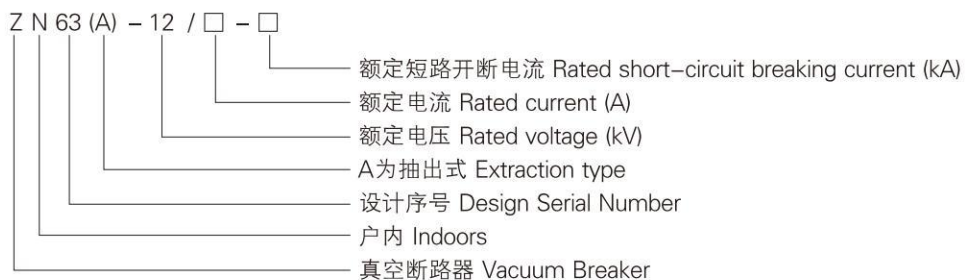 Z N 63 (A) – 12 / □ – □
额定短路开断电流 Rated short–circuit breaking current (kA)
额定电流 Rated current (A)
额定电压 Rated voltage (kV)
A为抽出式 Extraction type
设计序号 Design Serial Number
户内 Indoors
真空断路器 Vacuum Breaker